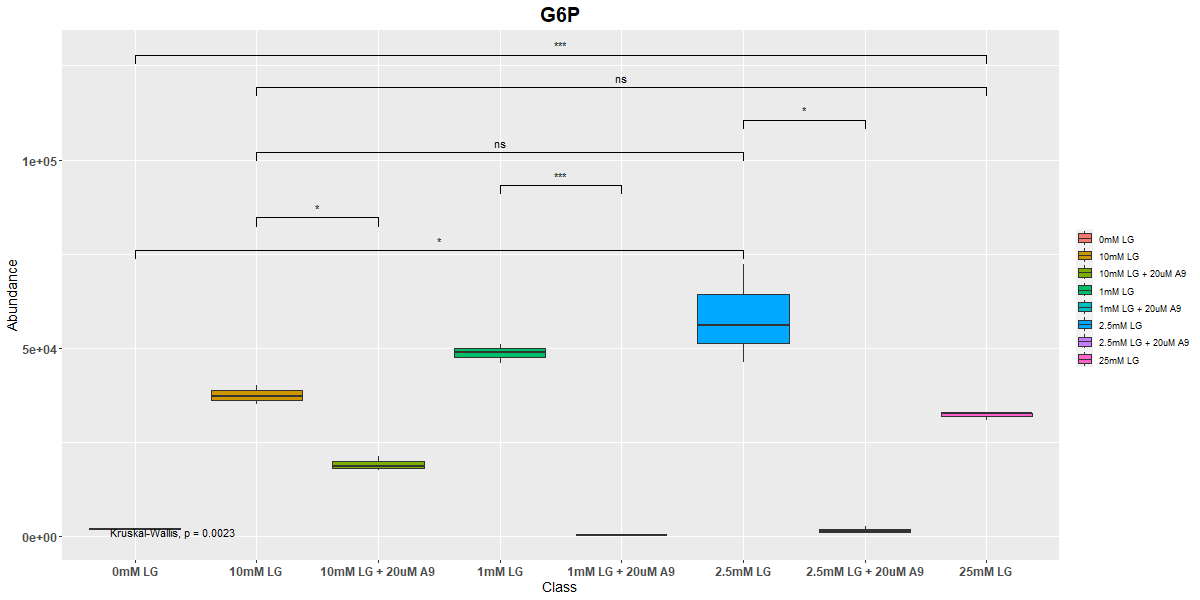 G6P
***
ns
*
ns
***
*
*
1e+05
5e+04
0e+00
Abundance
Kruskal-Wallis, p = 0.0023
0mM LG
10mM LG
10mM LG + 20uM A9
1mM LG
1mM LG + 20uM A9
2.5mM LG
2.5mM LG + 20uM A9
25mM LG
Class
0mM LG
10mM LG
10mM LG + 20uM A9
1mM LG
1mM LG + 20uM A9
2.5mM LG
2.5mM LG + 20uM A9
25mM LG